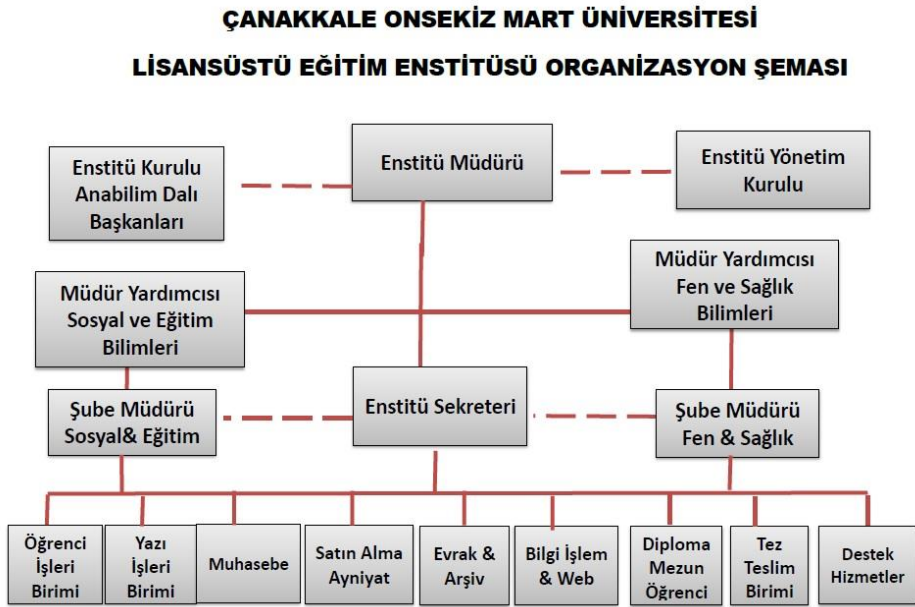 ÇANAKKALE ONSEKİZ MART ÜNİVERSİTESİ
LİSANSÜSTÜ EĞİTİM ENSTİTÜSÜ ORGANİZASYON ŞEMASI
Enstitü Kurulu
Anabilim Dalı
Başkanları
Enstitü Müdürü
Enstitü Yönetim
Kurulu
Müdür Yardımcısı
Sosyal ve Eğitim
Bilimleri
Müdür Yardımcısı
Fen ve Sağlık
Bilimleri
Şube Müdürü
Sosyal& Eğitim
Enstitü Sekreteri
Şube Müdürü
Fen & Sağlık
Öğrenci
İşleri
Birimi
Yazı
İşleri
Birimi
Muhasebe
Satın Alma
Ayniyat
Evrak &
Arşiv
Bilgi İşlem
& Web
Diploma
Mezun
Öğrenci
Tez
Teslim
Birimi
Destek
Hizmetler